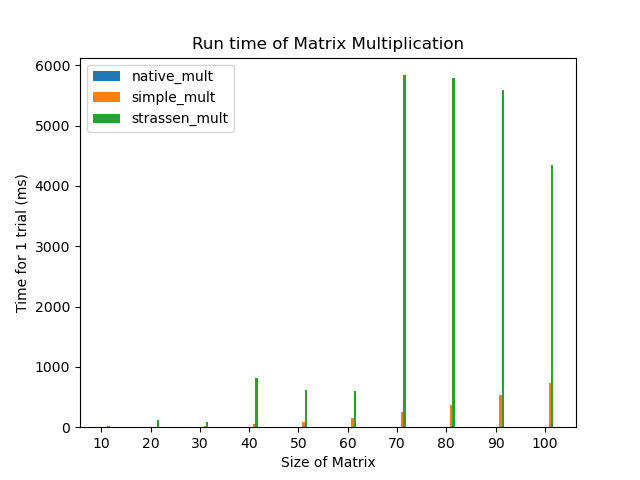 Run time of Matrix Multiplication
native_mult
simple_mult
strassen_mult
Time for 1 trial (ms)
6000
5000
4000
3000
2000
1000
0
10 20 30 40 50 60 70 80 90 100
Size of Matrix